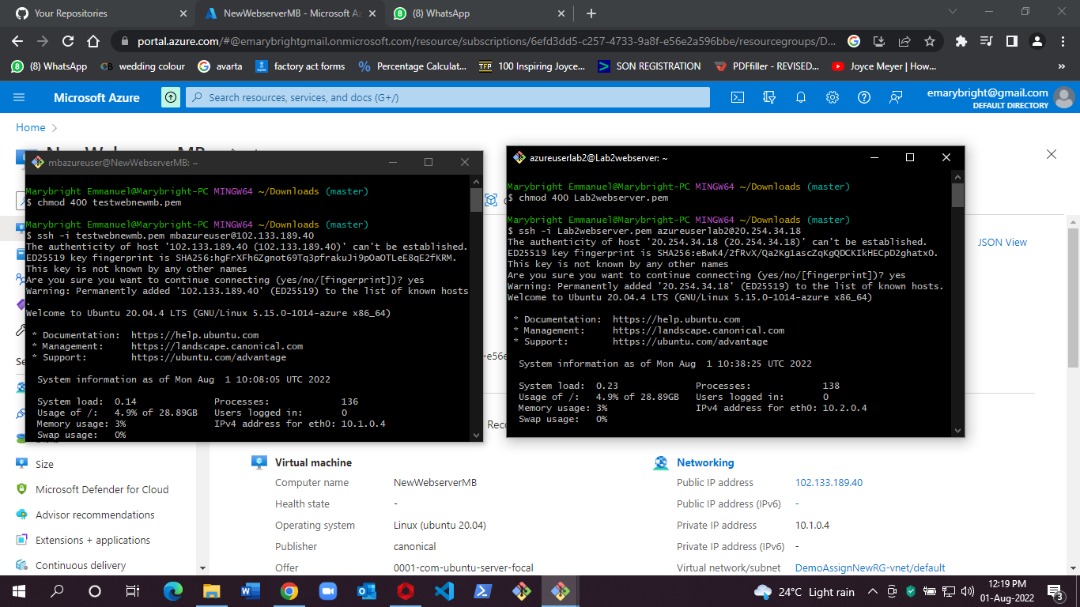 Your Repositories
NewWebserverMB - Microsoft Az
(8) WhatsApp
portal.azure.com/#@emarybrightgmail.onmicrosoft.com/resource/subscriptions/6efd3dd5-c257-4733-9a8f-e56e2a596bbe/resourcegroups/D...
(8) WhatsApp
wedding colour
avarta
factory act forms
Percentage Calculat...
100 Inspiring Joyce...
SON REGISTRATION
PDFfiller - REVISED...
Joyce Meyer | How...
»
Microsoft Azure
Search resources, services, and docs (G+/)
emarybright@gmail.com
DEFAULT DIRECTORY
Home >
mbazureuser@NewWebserverMB: ~
Marybright Emmanuel@Marybright-PC MINGW64 ~/Downloads (master)
$ chmod 400 testwebnewmb.pem
Marybright Emmanuel@Marybright-PC MINGW64 ~/Downloads (master)
$ ssh -i testwebnewmb.pem mbazureuser@102.133.189.40
The authenticity of host '102.133.189.40 (102.133.189.40)' can't be established.
ED25519 key fingerprint is SHA256:hgFrXFh6Zgnot69Tq3pfrakuJi9pOaOTLeE8qE2fKRM.
This key is not known by any other names
Are you sure you want to continue connecting (yes/no/[fingerprint])? yes
Warning: Permanently added '102.133.189.40' (ED25519) to the list of known hosts
.
Welcome to Ubuntu 20.04.4 LTS (GNU/Linux 5.15.0-1014-azure x86_64)
* Documentation: https://help.ubuntu.com
* Management: https://landscape.canonical.com
* Support: https://ubuntu.com/advantage
System information as of Mon Aug 1 10:08:05 UTC 2022
System load: 0.14 Processes: 136
Usage of /: 4.9% of 28.89GB Users logged in: 0
Memory usage: 3% IPv4 address for eth0: 10.1.0.4
Swap usage: 0%
azureuserlab2@Lab2webserver: ~
Marybright Emmanuel@Marybright-PC MINGW64 ~/Downloads (master)
$ chmod 400 Lab2webserver.pem
Marybright Emmanuel@Marybright-PC MINGW64 ~/Downloads (master)
$ ssh -i Lab2webserver.pem azureuserlab2@20.254.34.18
The authenticity of host '20.254.34.18 (20.254.34.18)' can't be established.
ED25519 key fingerprint is SHA256:eBwK4/2fRvX/Qa2Kg1ascZqKgQDCKIkHECpD2ghatxO.
This key is not known by any other names
Are you sure you want to continue connecting (yes/no/[fingerprint])? yes
Warning: Permanently added '20.254.34.18' (ED25519) to the list of known hosts.
Welcome to Ubuntu 20.04.4 LTS (GNU/Linux 5.15.0-1014-azure x86_64)
* Documentation: https://help.ubuntu.com
* Management: https://landscape.canonical.com
* Support: https://ubuntu.com/advantage
System information as of Mon Aug 1 10:38:25 UTC 2022
System load: 0.23 Processes: 138
Usage of /: 4.9% of 28.89GB Users logged in: 0
Memory usage: 3% IPv4 address for eth0: 10.2.0.4
Swap usage: 0%
JSON View
Size
Microsoft Defender for Cloud
Advisor recommendations
Extensions + applications
Continuous delivery
Virtual machine
Computer name NewWebserverMB
Health state -
Operating system Linux (ubuntu 20.04)
Publisher canonical
Offer 0001-com-ubuntu-server-focal
Networking
Public IP address 102.133.189.40
Public IP address (IPv6) -
Private IP address 10.1.0.4
Private IP address (IPv6) -
Virtual network/subnet DemoAssignNewRG-vnet/default
24°C Light rain
12:19 PM
01-Aug-2022
3